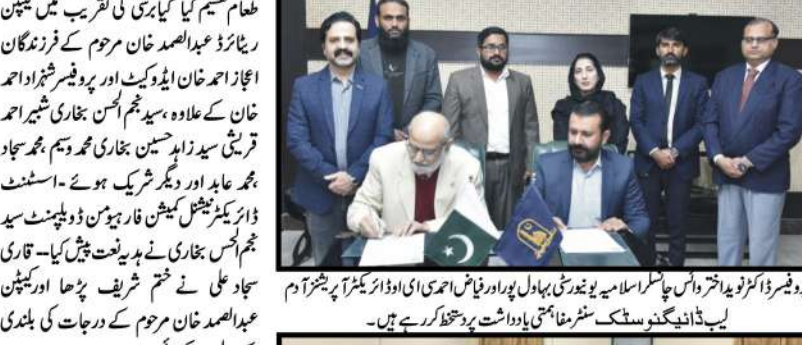 طعام تقسیم کیا گیا برسی کی تقریب میں کیپٹن
ریٹائرڈ عبدالصمد خان مرحوم کے فرزندگان
اعجاز احمد خان ایڈوکیٹ اور پروفیسر شہزاد احمد
خان کے علاوہ ،سید نجم الحسن بخاری شبیر احمد
قریشی سید زاہد حسین بخاری محمد وسیم ،محمد سجاد
،محمد عابد اور دیگر شریک ہوئے -اسسٹنٹ
ڈائریکٹر نیشنل کمیشن فار ہیومن ڈویلپمنٹ سید
نجم الحسن بخاری نے ہدیہ نعت پیش کیا-- قاری
سجاد علی نے ختم شریف پڑھا اور کیپٹن
عبدالصمد خان مرحوم کے درجات کی بلندی
پروفیسر ڈاکٹر نوید اختر وائس چانسلر اسلامیہ یونیورسٹی بہاول پور اور فیاض احمد سی ای او ڈائریکٹر آپریشنز آدم
لیب ڈائیگنوسٹک سنٹر مفاہمتی یادداشت پر دستخط کر رہے ہیں۔